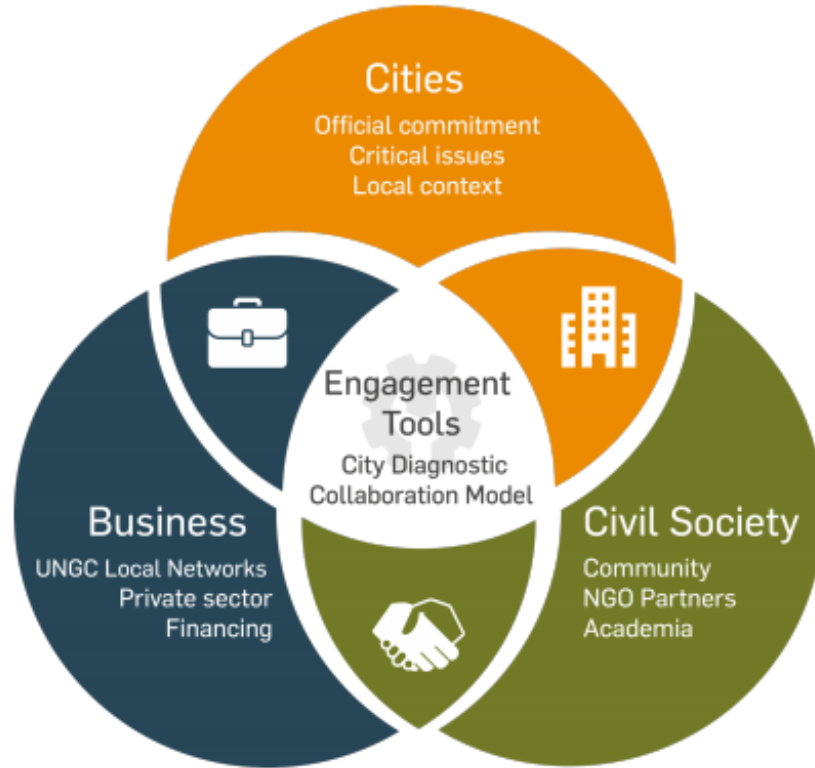 Cities
Official commitment
Critical issues
Local context
Engagement
Tools
City Diagnostic
Collaboration Model
Business
UNGC Local Networks
Private sector
Financing
Civil Society
Community
NGO Partners
Academia